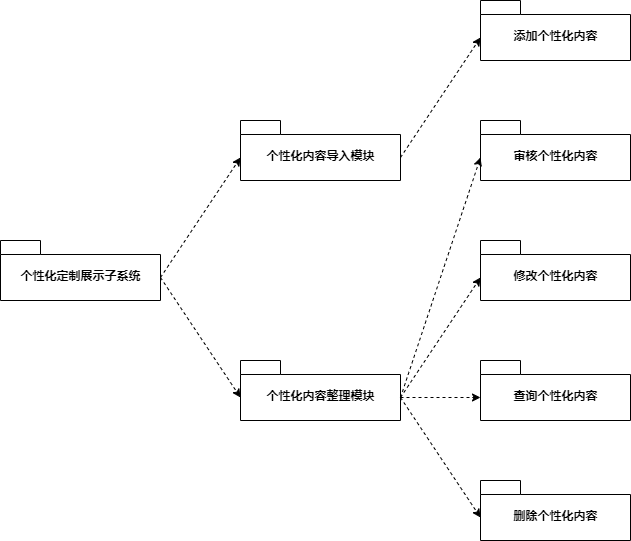 添加个性化内容
个性化内容导入模块
审核个性化内容
个性化定制展示子系统
修改个性化内容
个性化内容整理模块
查询个性化内容
删除个性化内容